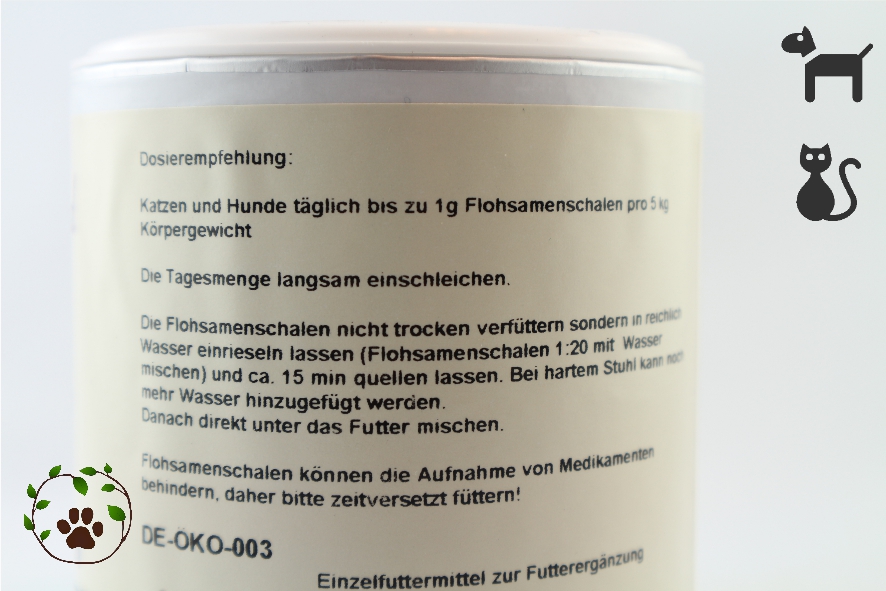 Dosierempfehlung:
Katzen und Hunde täglich bis zu 1g Flohsamenschalen pro 5 kg
Körpergewicht
Die Tagesmenge langsam einschleichen.
Die Flohsamenschalen nicht trocken verfüttern sondern in reichlich
Wasser einrieseln lassen (Flohsamenschalen 1:20 mit Wasser
mischen) und ca. 15 min quellen lassen. Bei hartem Stuhl kann noch
mehr Wasser hinzugefügt werden.
Danach direkt unter das Futter mischen.
Flohsamenschalen können die Aufnahme von Medikamenten
behindern, daher bitte zeitversetzt füttern!
DE-ÖKO-003
Einzelfuttermittel zur Futterergänzung